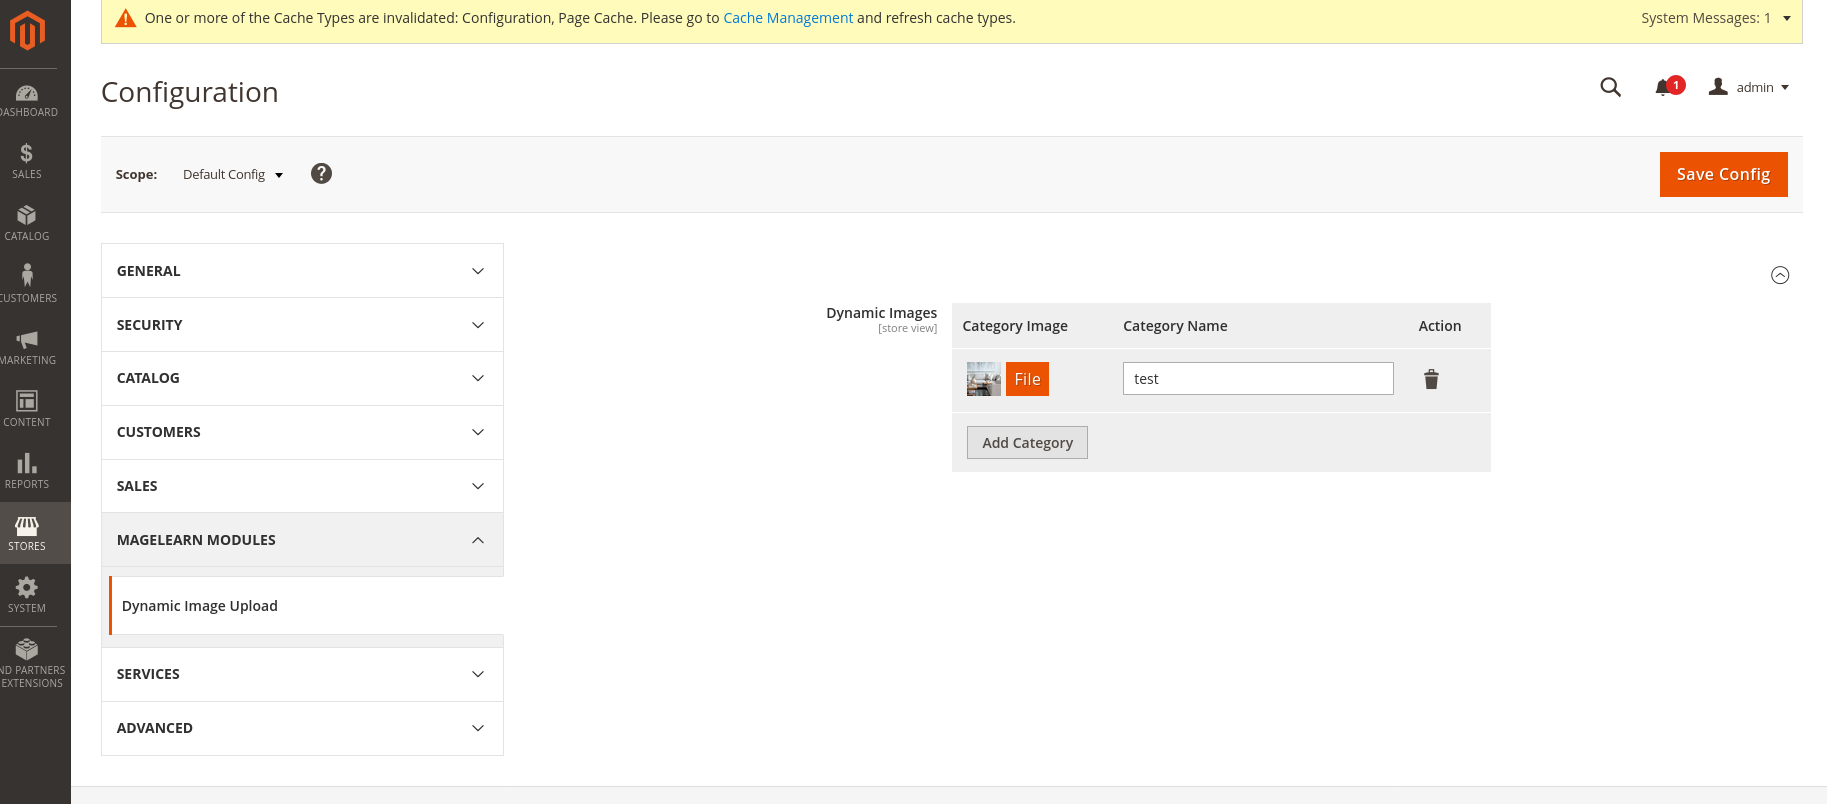 One or more of the Cache Types are invalidated: Configuration, Page Cache. Please go to Cache Management and refresh cache types.
System Messages: 1
Configuration
1
admin
Scope:
Default Config
?
Save Config
DASHBOARD
$
SALES
CATALOG
CUSTOMERS
MARKETING
CONTENT
REPORTS
STORES
SYSTEM
ND PARTNERS
EXTENSIONS
GENERAL
SECURITY
CATALOG
CUSTOMERS
SALES
MAGELEARN MODULES
Dynamic Image Upload
SERVICES
ADVANCED
Dynamic Images
[store view]
Category Image
Category Name
Action
File
test
Add Category